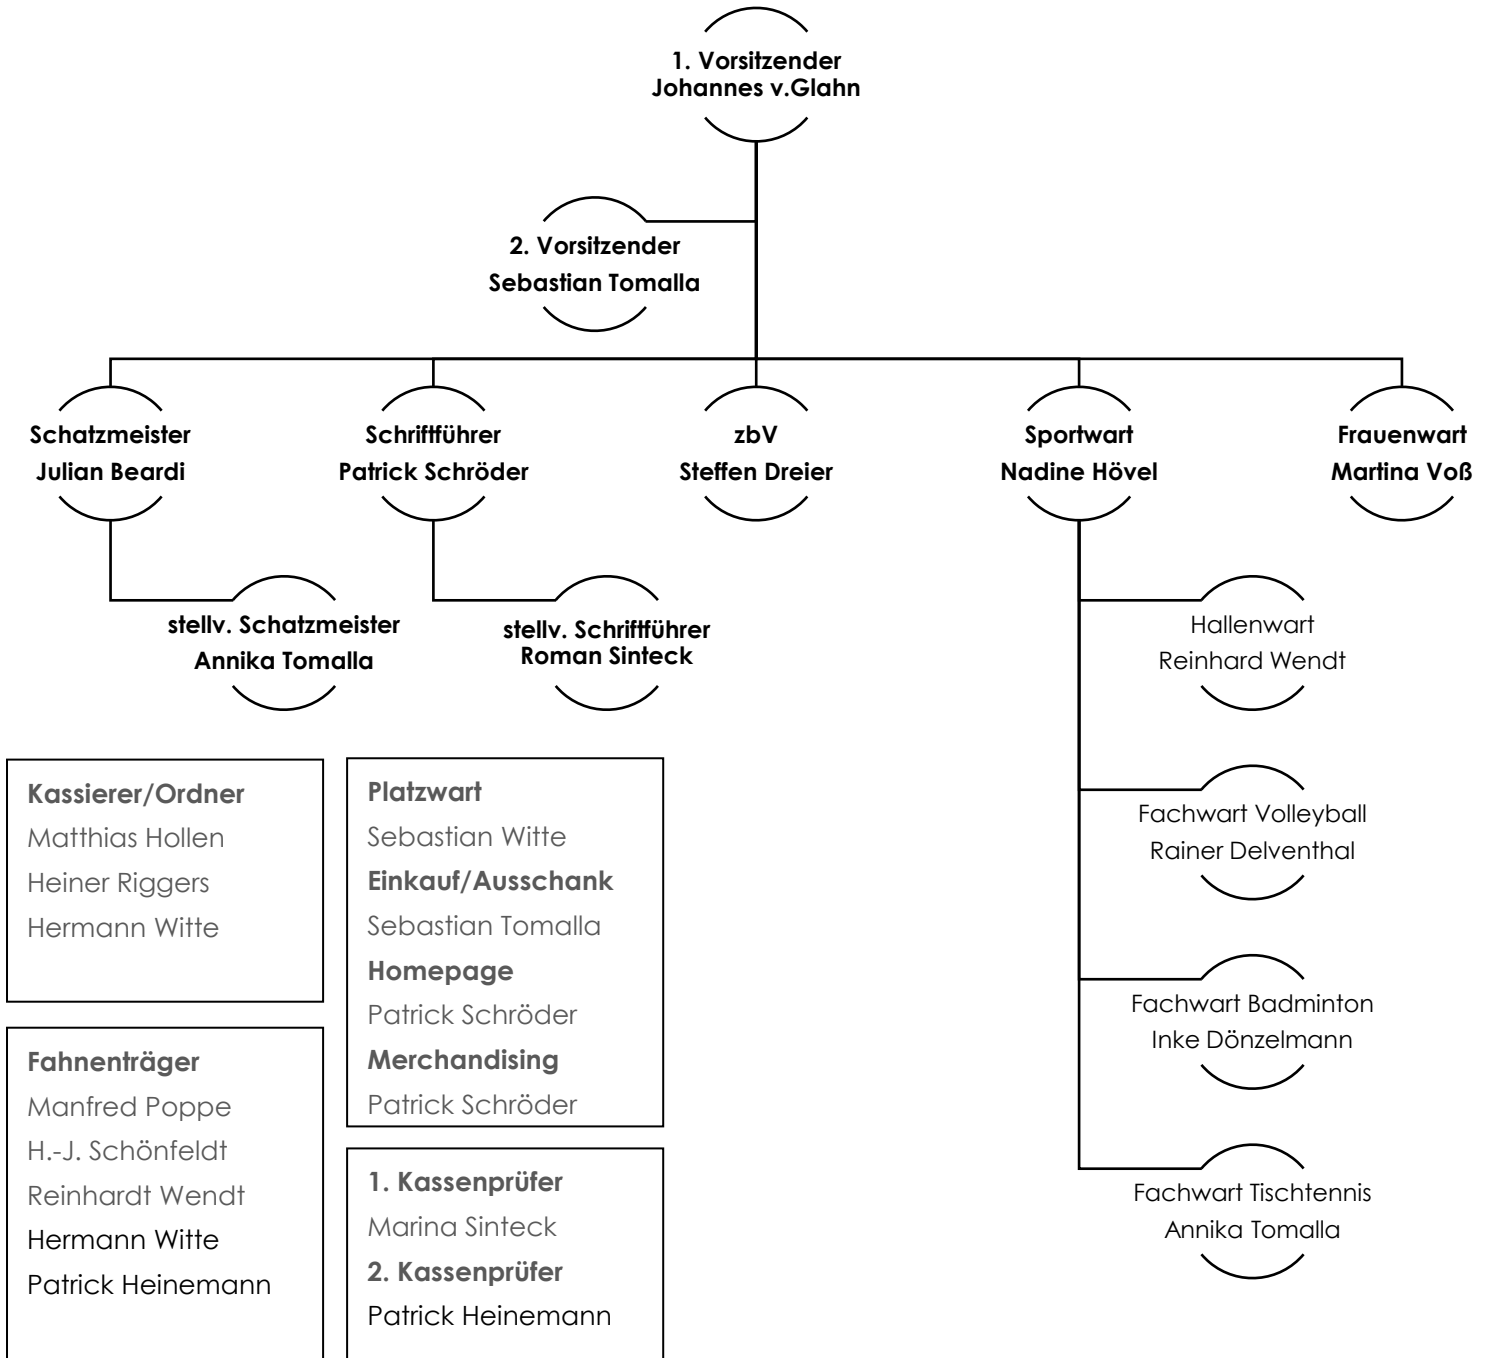 1. Vorsitzender
Johannes v.Glahn
2. Vorsitzender
Sebastian Tomalla
Schatzmeister
Julian Beardi
Schriftführer
Patrick Schröder
zbV
Steffen Dreier
Sportwart
Nadine Hövel
Frauenwart
Martina Voß
stellv. Schatzmeister
Annika Tomalla
stellv. Schriftführer
Roman Sinteck
Hallenwart
Reinhard Wendt
Fachwart Volleyball
Rainer Delventhal
Fachwart Badminton
Inke Dönzelmann
Fachwart Tischtennis
Annika Tomalla
Kassierer/Ordner
Matthias Hollen
Heiner Riggers
Hermann Witte
Fahnenträger
Manfred Poppe
H.-J. Schönfeldt
Reinhardt Wendt
Hermann Witte
Patrick Heinemann
Platzwart
Sebastian Witte
Einkauf/Ausschank
Sebastian Tomalla
Homepage
Patrick Schröder
Merchandising
Patrick Schröder
1. Kassenprüfer
Marina Sinteck
2. Kassenprüfer
Patrick Heinemann